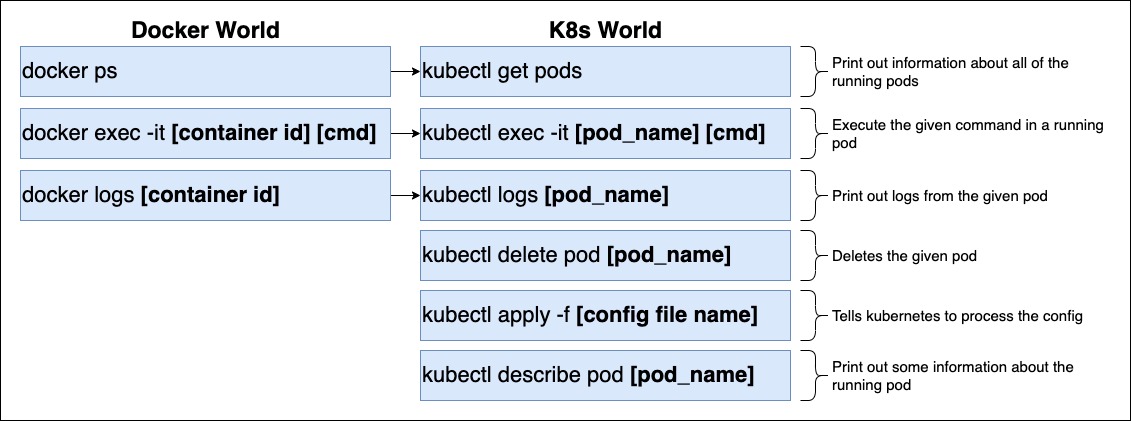 Docker World
K8s World
docker ps
kubectl get pods
Print out information about all of the
running pods
docker exec -it [container id] [cmd]
kubectl exec -it [pod_name] [cmd]
Execute the given command in a running
pod
docker logs [container id]
kubectl logs [pod_name]
Print out logs from the given pod
kubectl delete pod [pod_name]
Deletes the given pod
kubectl apply -f [config file name]
Tells kubernetes to process the config
kubectl describe pod [pod_name]
Print out some information about the
running pod